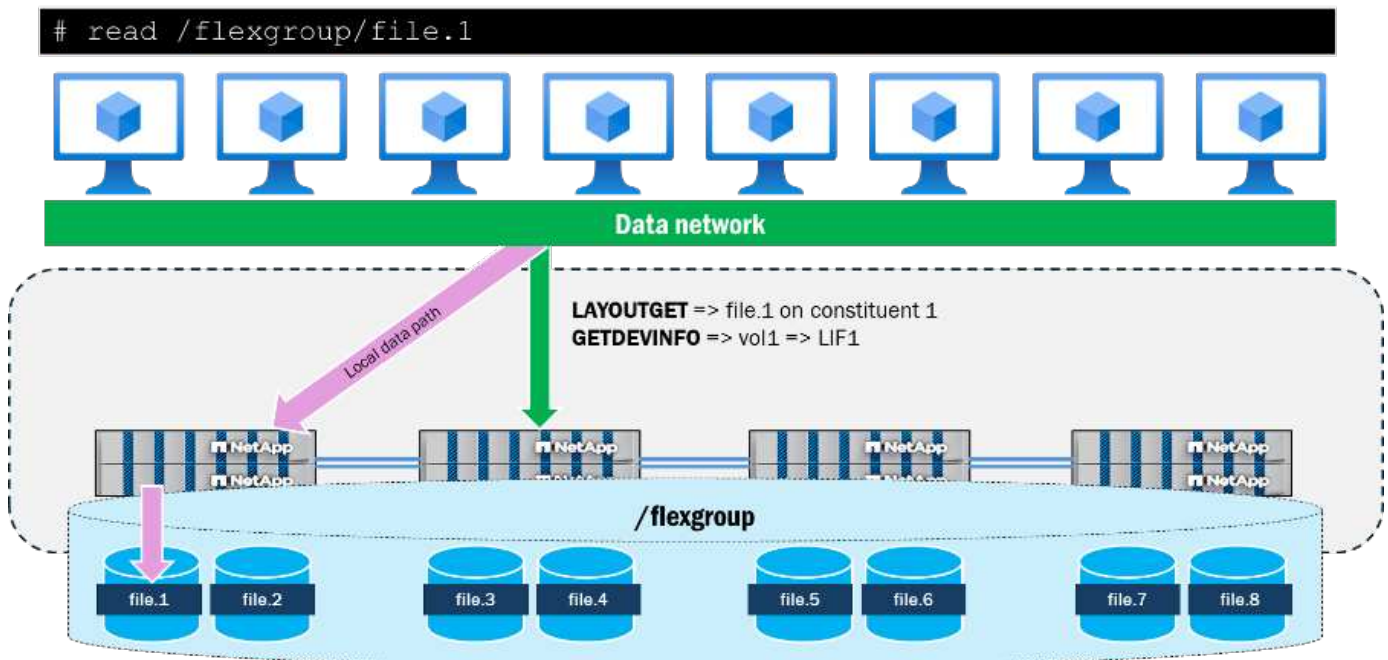 # read /flexgroup/file.1
Data network
Local data path
LAYOUTGET => file.1 on constituent 1
GETDEVINFO => vol1 => LIF1
NetApp
NetApp
NetApp
NetApp
NetApp
NetApp
NetApp
NetApp
/flexgroup
file.1
file.2
file.3
file.4
file.5
file.6
file.7
file.8